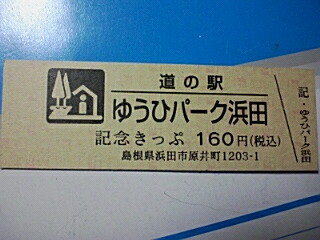 道の駅
ゆうひパーク浜田
記念きっぷ 160円(税込)
島根県浜田市原井町1203-1
記・ゆうひパーク浜田